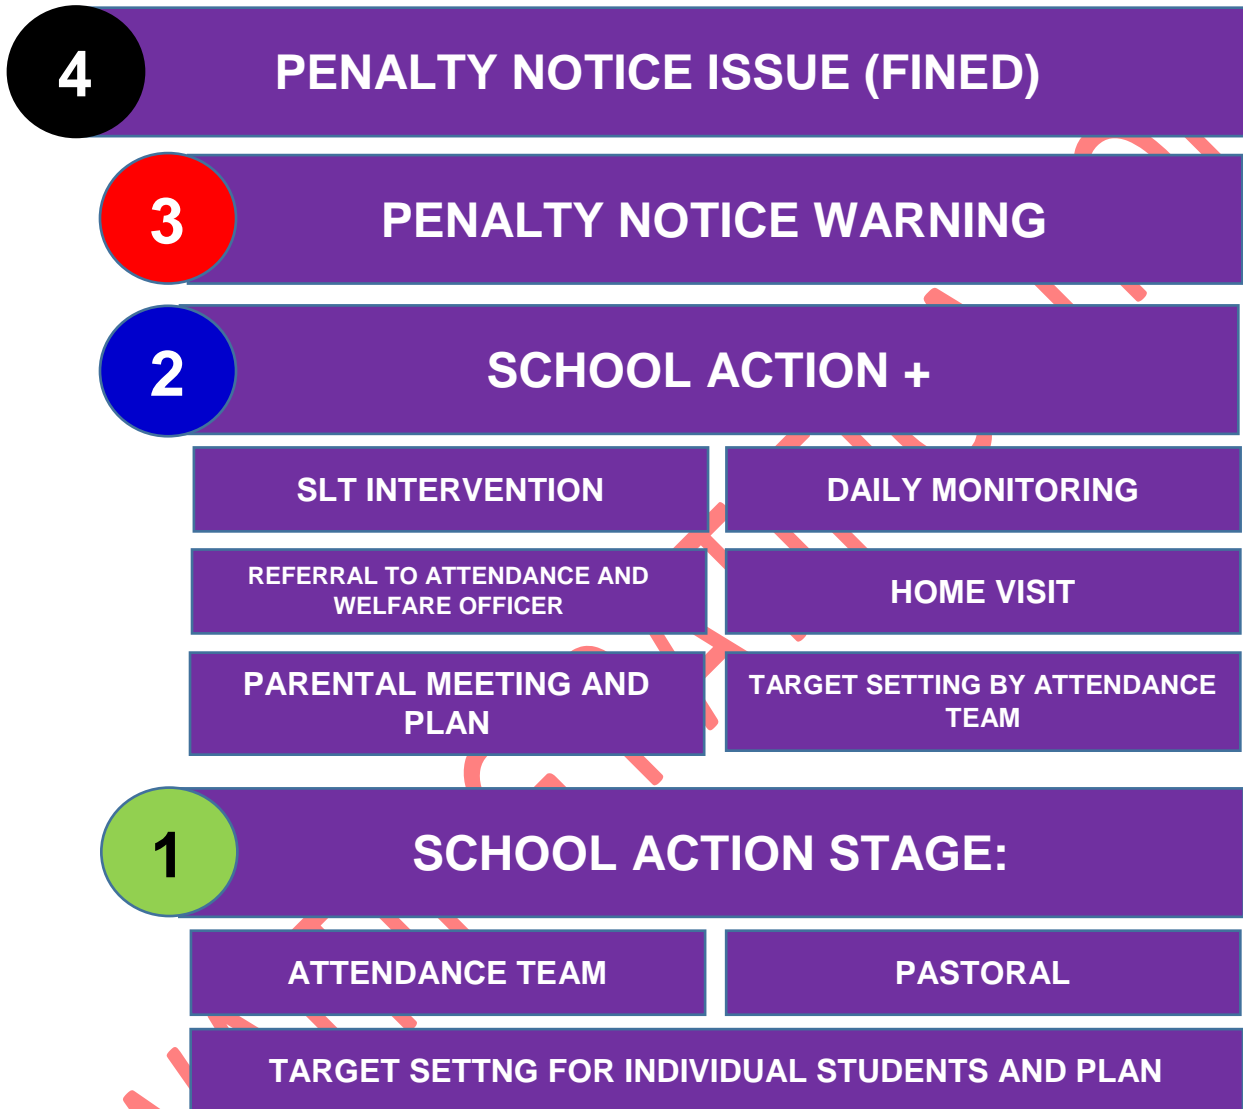 4
PENALTY NOTICE ISSUE (FINED)
3
PENALTY NOTICE WARNING
2
SCHOOL ACTION +
SLT INTERVENTION
DAILY MONITORING
REFERRAL TO ATTENDANCE AND
WELFARE OFFICER
HOME VISIT
PARENTAL MEETING AND
PLAN
TARGET SETTING BY ATTENDANCE
TEAM
1
SCHOOL ACTION STAGE:
ATTENDANCE TEAM
PASTORAL
TARGET SETTNG FOR INDIVIDUAL STUDENTS AND PLAN